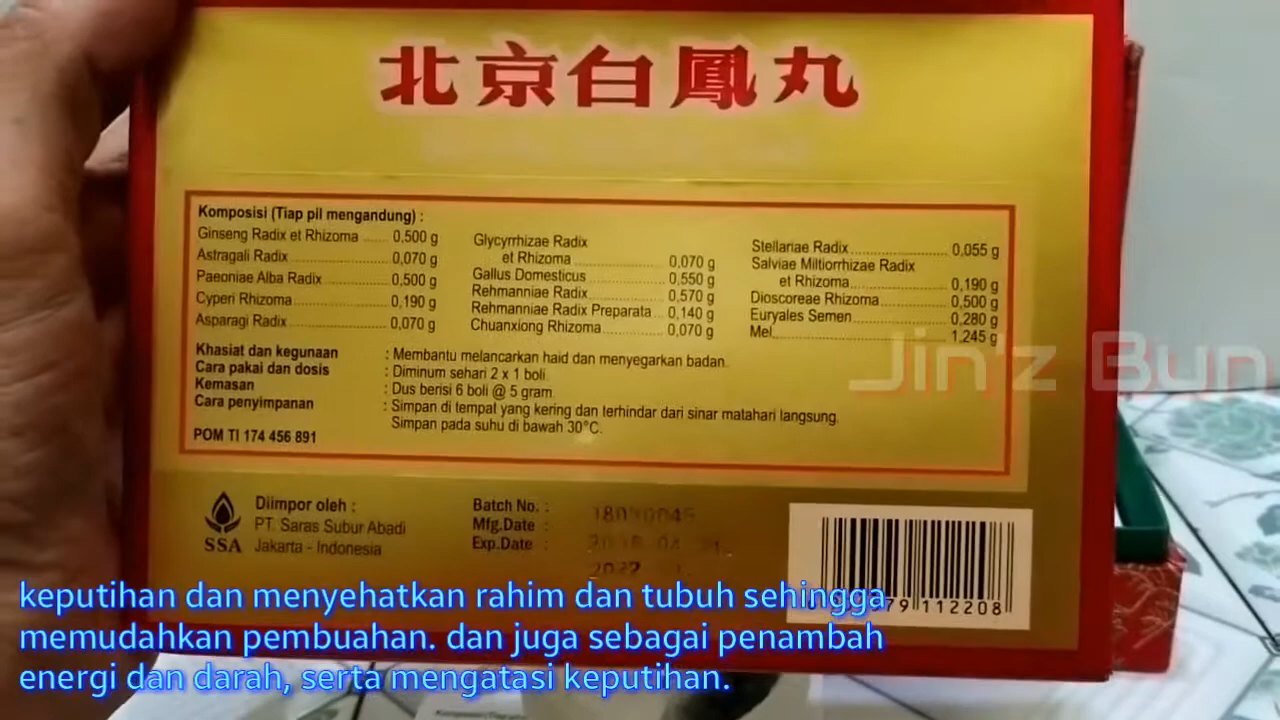 北京白鳳丸
Komposisi (Tiap pil mengandung) :
Ginseng Radix et Rhizoma ...... 0,500 g
Astragali Radix ...... 0,070 g
Paeoniae Alba Radix ...... 0,500 g
Cyperi Rhizoma ...... 0,190 g
Asparagi Radix ...... 0,070 g
Glycyrrhizae Radix
et Rhizoma ...... 0,070 g
Gallus Domesticus ...... 0,550 g
Rehmanniae Radix ...... 0,570 g
Rehmanniae Radix Preparata ... 0,140 g
Chuanxiong Rhizoma ...... 0,070 g
Stellariae Radix ...... 0,055 g
Salviae Miltiorrhizae Radix
et Rhizoma ...... 0,190 g
Dioscoreae Rhizoma ...... 0,500 g
Euryales Semen ...... 0,280 g
Mel ...... 1,245 g
Khasiat dan kegunaan : Membantu melancarkan haid dan menyegarkan badan.
Cara pakai dan dosis : Diminum sehari 2 x 1 boli.
Kemasan : Dus berisi 6 boli @ 5 gram.
Cara penyimpanan : Simpan di tempat yang kering dan terhindar dari sinar matahari langsung.
Simpan pada suhu di bawah 30°C.
POM TI 174 456 891
Jin'z Bun
SSA
Diimpor oleh :
PT. Saras Subur Abadi
Jakarta - Indonesia
Batch No. :
Mfg.Date :
Exp.Date :
112208
keputihan dan menyehatkan rahim dan tubuh sehingga
memudahkan pembuahan. dan juga sebagai penambah
energi dan darah, serta mengatasi keputihan.